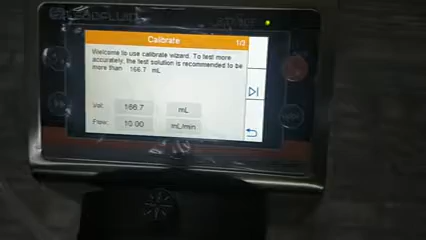 Calibrate
1/2
Welcome to use calibrate wizard. To test more
accurately, the test solution is recommended to be
more than 166.7 mL
Vol: 166.7 mL
Flow: 10.00 mL/min